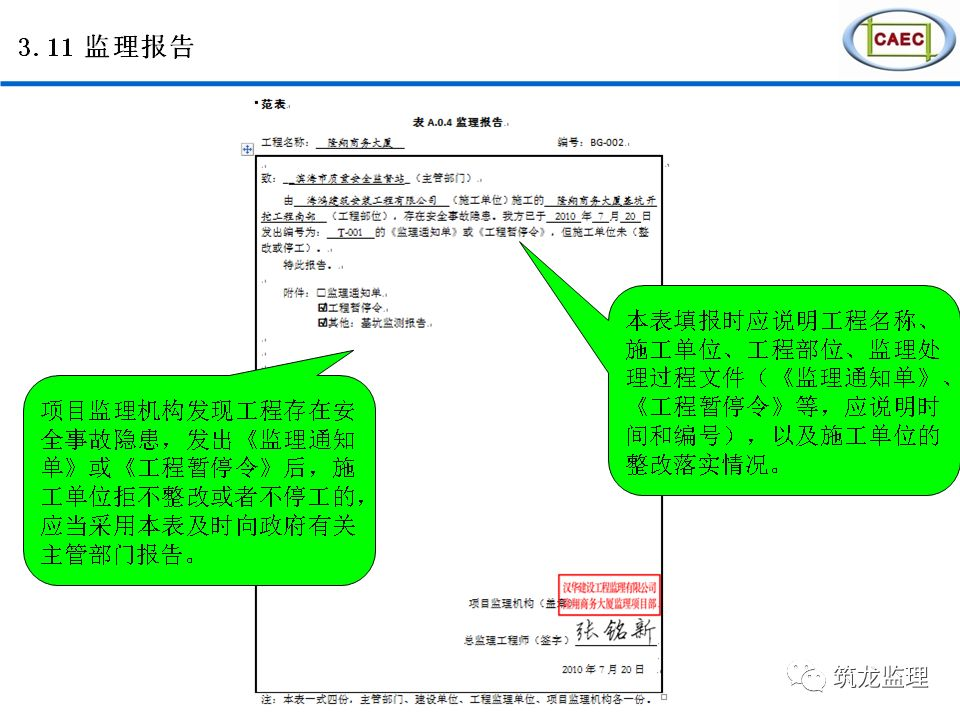 3.11 监理报告
CAEC
范表
表 A.0.4 监理报告
工程名称： 隆翔商务大厦 编号：BG-002
致： 滨海市质量安全监督站 （主管部门）
由 海鸿建筑安装工程有限公司 （施工单位）施工的 隆翔商务大厦基坑开
挖工程南部 （工程部位），存在安全事故隐患。我方已于 2010 年 7 月 20 日
发出编号为： T-001 的《监理通知单》或《工程暂停令》，但施工单位未（整
改或停工）。
特此报告。
附件：□监理通知单
☑工程暂停令
☑其他：基坑监测报告
本表填报时应说明工程名称、
施工单位、工程部位、监理处
理过程文件（《监理通知单》、
《工程暂停令》等，应说明时
间和编号），以及施工单位的
整改落实情况。
项目监理机构发现工程存在安
全事故隐患，发出《监理通知
单》或《工程暂停令》后，施
工单位拒不整改或者不停工的，
应当采用本表及时向政府有关
主管部门报告。
汉华建设工程监理有限公司
隆翔商务大厦监理项目部
项目监理机构（盖章）
总监理工程师（签字） 张铭新
2010 年 7 月 20 日
注：本表一式四份，主管部门、建设单位、工程监理单位、项目监理机构各一份。
筑龙监理